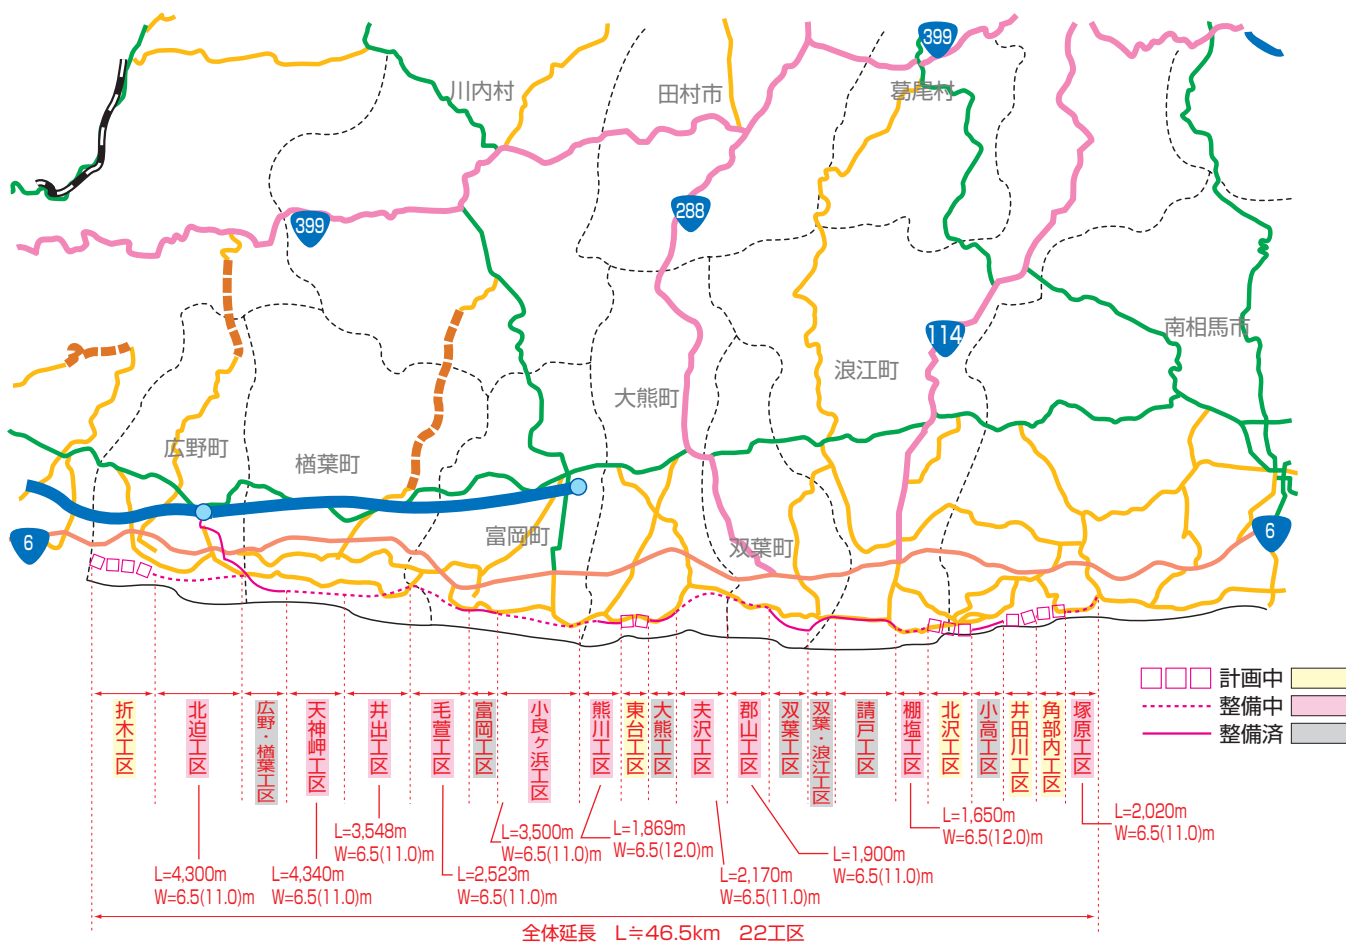 399
川内村
田村市
葛尾村
399
288
114
南相馬市
浪江町
大熊町
広野町
楢葉町
富岡町
双葉町
6
6
計画中
整備中
整備済
折木工区
北迫工区
広野・楢葉工区
天神岬工区
井出工区
毛萱工区
富岡工区
小良ヶ浜工区
熊川工区
東台工区
大熊工区
夫沢工区
郡山工区
双葉工区
双葉・浪江工区
請戸工区
棚塩工区
北沢工区
小高工区
井田川工区
角部内工区
塚原工区
L=4,300m
W=6.5(11.0)m
L=4,340m
W=6.5(11.0)m
L=3,548m
W=6.5(11.0)m
L=2,523m
W=6.5(11.0)m
L=3,500m
W=6.5(11.0)m
L=1,869m
W=6.5(12.0)m
L=2,170m
W=6.5(11.0)m
L=1,900m
W=6.5(11.0)m
L=1,650m
W=6.5(12.0)m
L=2,020m
W=6.5(11.0)m
全体延長　L≒46.5km　22工区